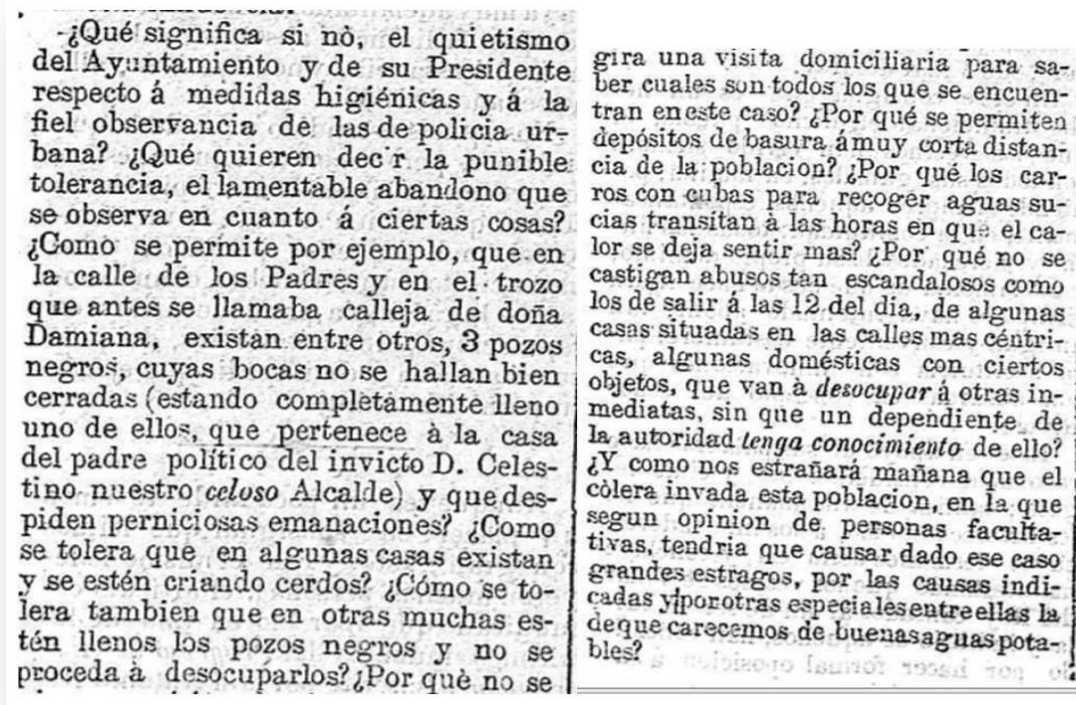 -¿Qué significa si nò, el quietismo
del Ayuntamiento y de su Presidente
respecto á medidas higiénicas y á la
fiel observancia de las de policia ur-
bana? ¿Qué quieren dec'r la punible
tolerancia, el lamentable abandono que
se observa en cuanto á ciertas cosas?
¿Como se permite por ejemplo, que en
la calle de los Padres y en el trozo
que antes se llamaba calleja de doña
Damiana, existan entre otros, 3 pozos
negros, cuyas bocas no se hallan bien
cerradas (estando completamente lleno
uno de ellos, que pertenece à la casa
del padre político del invicto D. Celes-
tino nuestro celoso Alcalde) y que des-
piden perniciosas emanaciones? ¿Como
se tolera que en algunas casas existan
y se estén criando cerdos? ¿Cómo se to-
lera tambien que en otras muchas es-
tén llenos los pozos negros y no se
proceda á desocuparlos? ¿Por què no se
gira una visita domiciliaria para sa-
ber cuales son todos los que se encuen-
tran en este caso? ¿Por qué se permiten
depósitos de basura á muy corta distan-
cia de la poblacion? ¿Por qué los car-
ros con cubas para recoger aguas su-
cias transitan à las horas en que el ca-
lor se deja sentir mas? ¿Por qué no se
castigan abusos tan escandalosos como
los de salir á las 12 del dia, de algunas
casas situadas en las calles mas céntri-
cas, algunas domésticas con ciertos
objetos, que van à desocupar á otras in-
mediatas, sin que un dependiente de
la autoridad tenga conocimiento de ello?
¿Y como nos estrañará mañana que el
còlera invada esta poblacion, en la que
segun opinion de personas faculta-
tivas, tendria que causar dado ese caso
grandes estragos, por las causas indi-
cadas y por otras especiales entre ellas la
de que carecemos de buenas aguas pota-
bles?